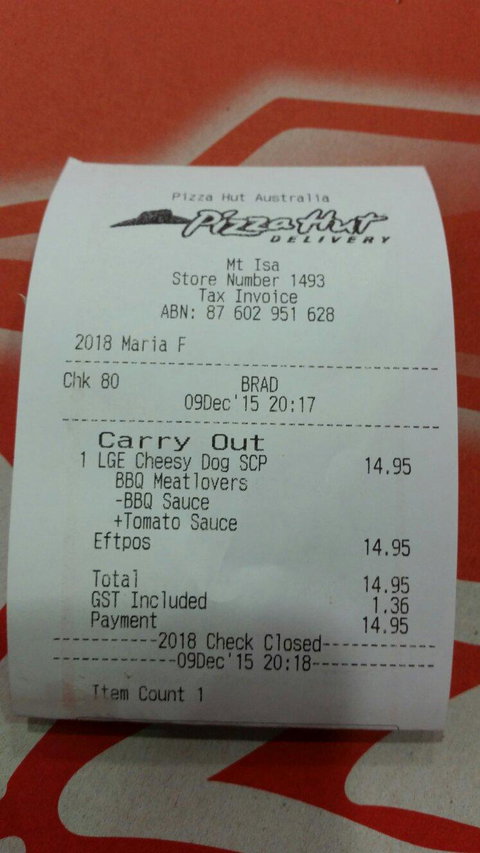 Pizza Hut Australia
Pizza Hut
DELIVERY
Mt Isa
Store Number 1493
Tax Invoice
ABN: 87 602 951 628
2018 Maria F
Chk 80 BRAD
09Dec'15 20:17
Carry Out
1 LGE Cheesy Dog SCP 14.95
BBQ Meatlovers
-BBQ Sauce
+Tomato Sauce
Eftpos 14.95
Total 14.95
GST Included 1.36
Payment 14.95
-----------2018 Check Closed------------
------------09Dec'15 20:18-------------
Item Count 1